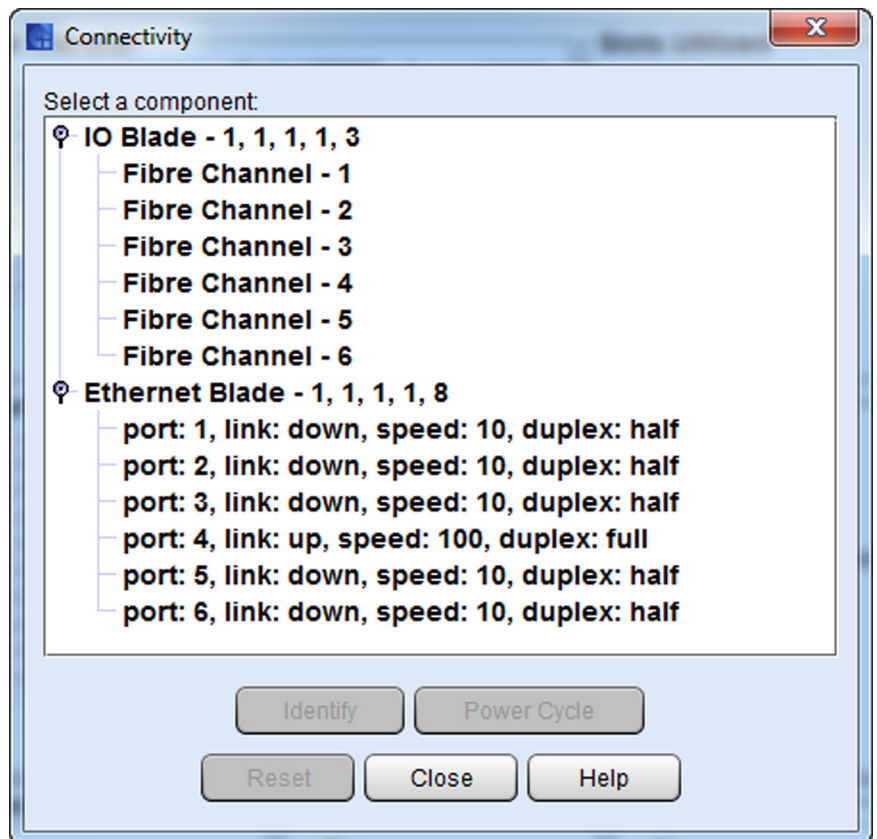 Connectivity
Select a component:
IO Blade - 1, 1, 1, 1, 3
Fibre Channel - 1
Fibre Channel - 2
Fibre Channel - 3
Fibre Channel - 4
Fibre Channel - 5
Fibre Channel - 6
Ethernet Blade - 1, 1, 1, 1, 8
port: 1, link: down, speed: 10, duplex: half
port: 2, link: down, speed: 10, duplex: half
port: 3, link: down, speed: 10, duplex: half
port: 4, link: up, speed: 100, duplex: full
port: 5, link: down, speed: 10, duplex: half
port: 6, link: down, speed: 10, duplex: half
Identify Power Cycle
Reset Close Help